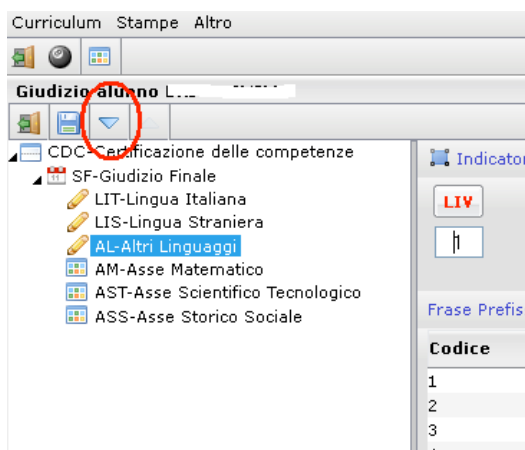 Curriculum Stampe Altro
Giudizio alunno
CDC-Certificazione delle competenze
SF-Giudizio Finale
LIT-Lingua Italiana
LIS-Lingua Straniera
AL-Altri Linguaggi
AM-Asse Matematico
AST-Asse Scientifico Tecnologico
ASS-Asse Storico Sociale
Indicator
LIV
Frase Prefis
Codice
1
2
3